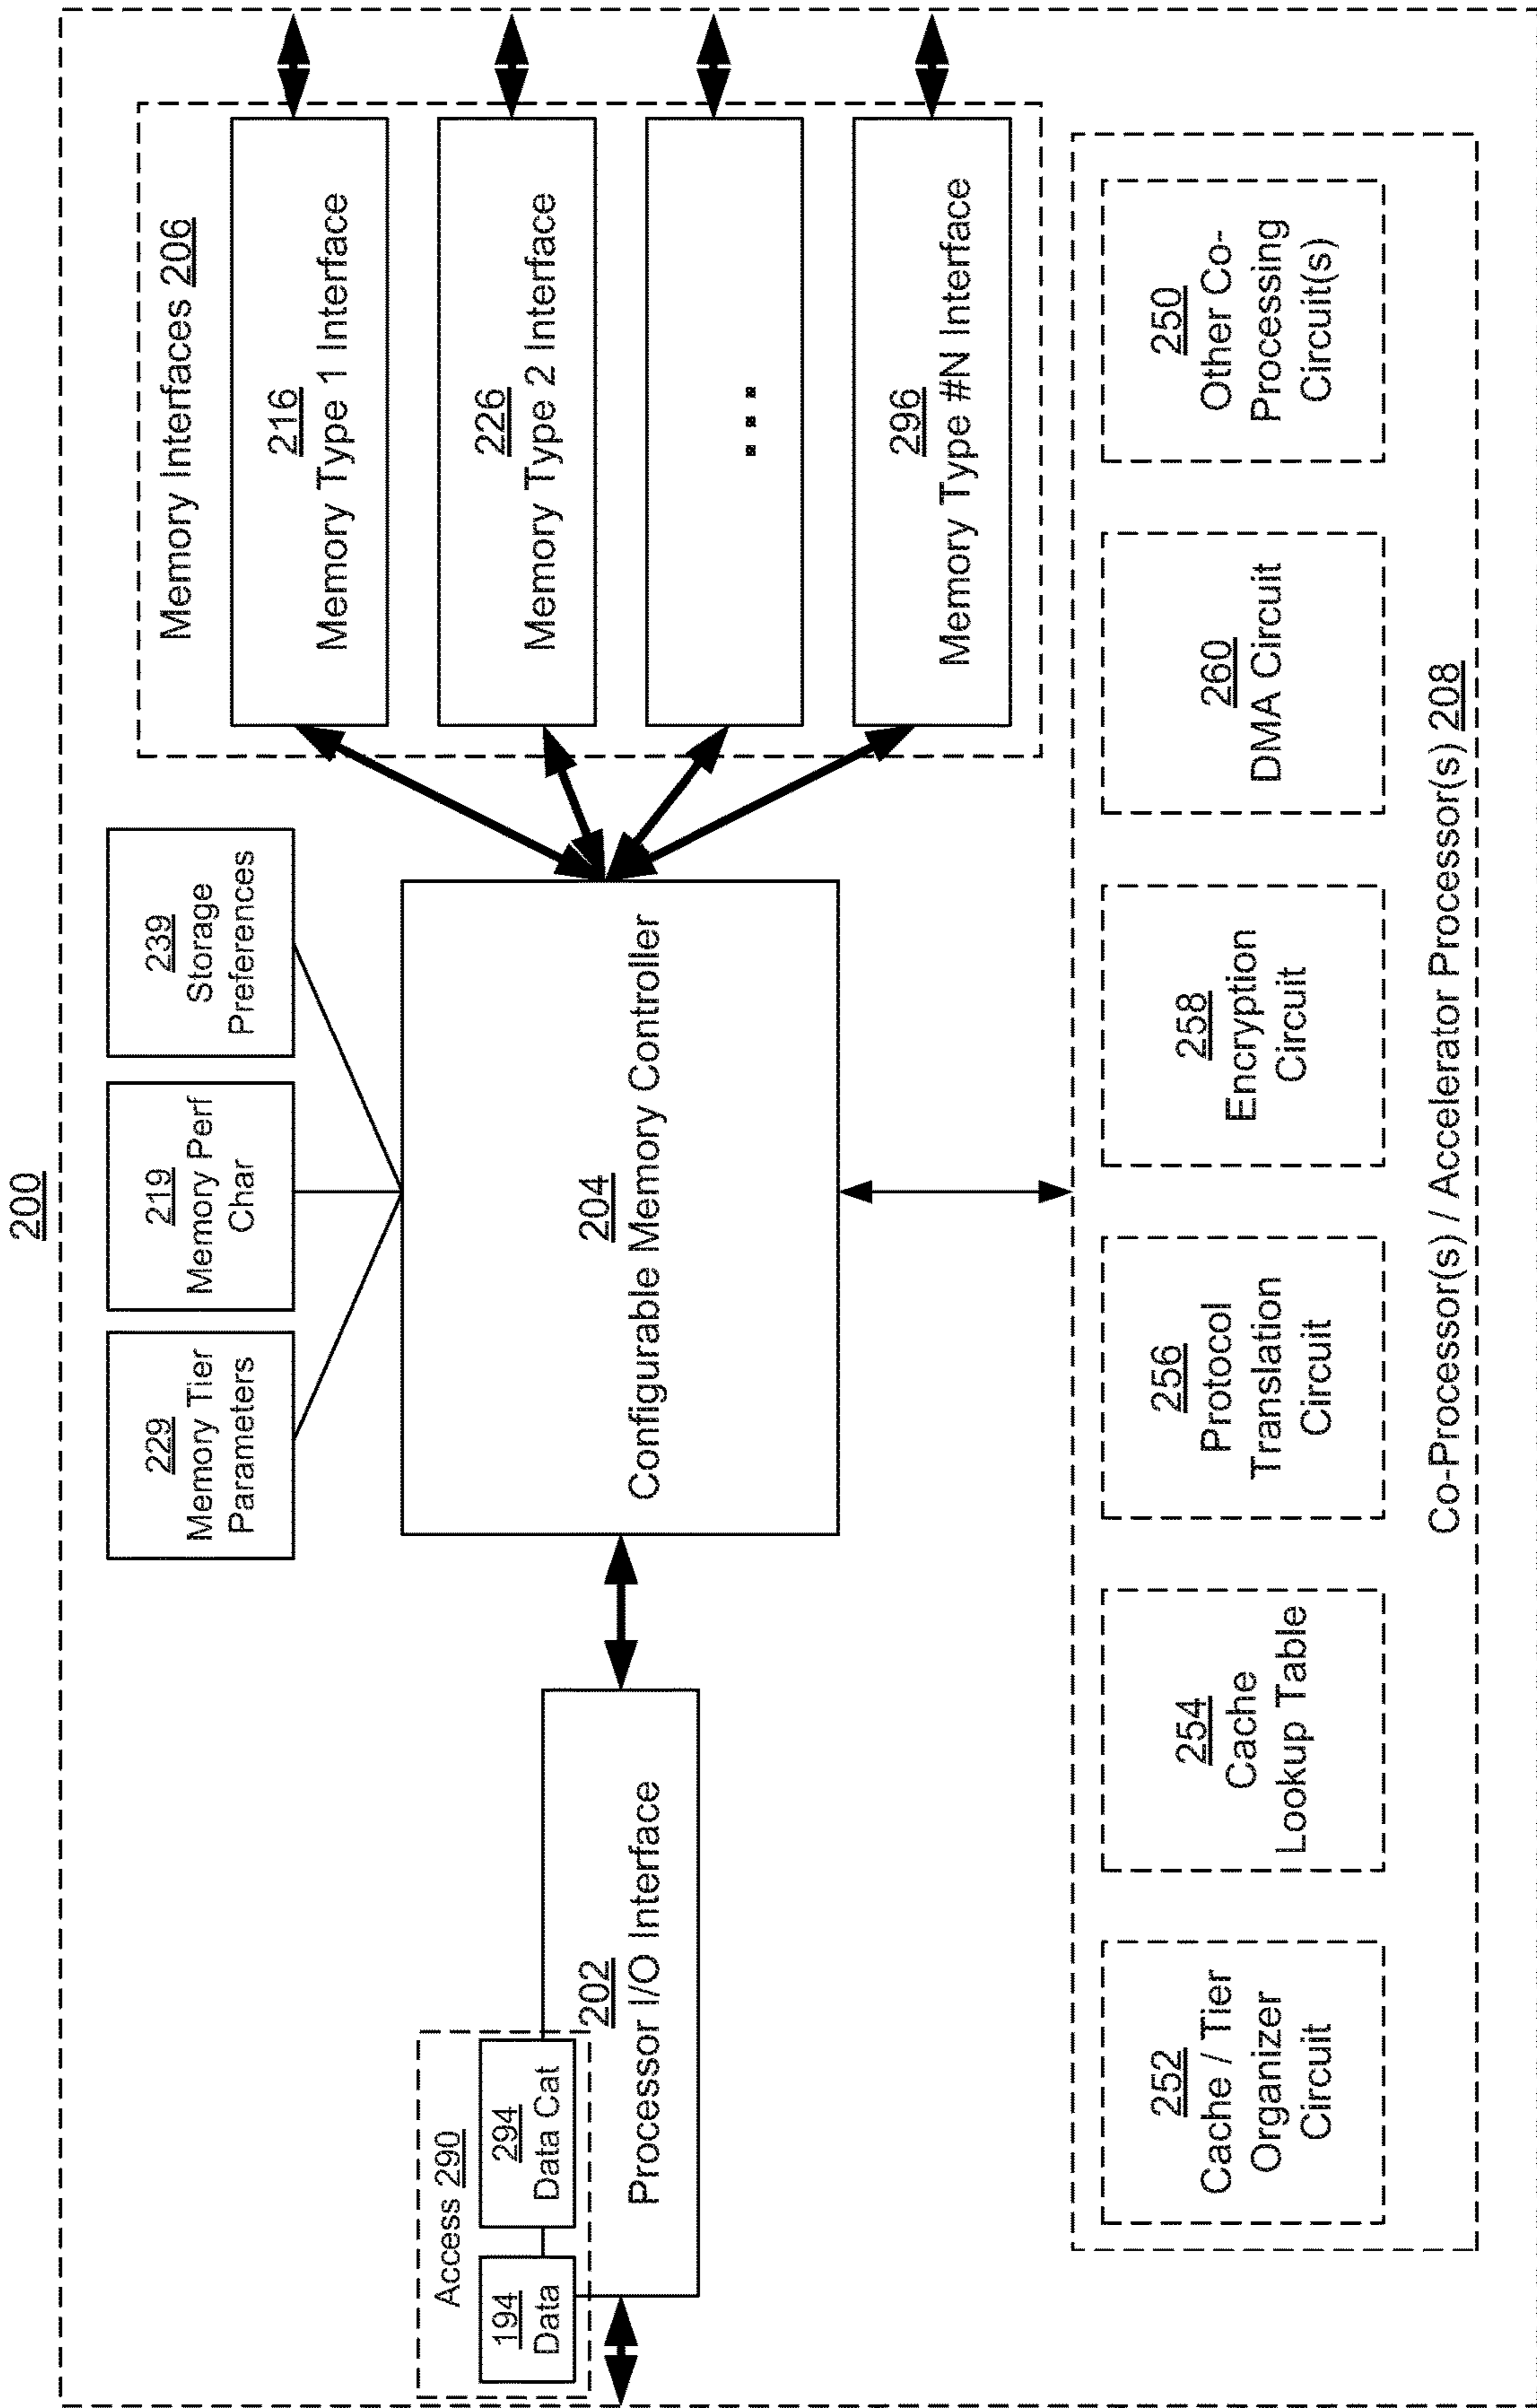 200
229
Memory Tier
Parameters
219
Memory Perf
Char
239
Storage
Preferences
Memory Interfaces 206
216
Memory Type 1 Interface
226
Memory Type 2 Interface
...
296
Memory Type #N Interface
204
Configurable Memory Controller
Access 290
194
Data
294
Data Cat
202
Processor I/O Interface
252
Cache / Tier
Organizer
Circuit
254
Cache
Lookup Table
256
Protocol
Translation
Circuit
258
Encryption
Circuit
260
DMA Circuit
250
Other Co-
Processing
Circuit(s)
Co-Processor(s) / Accelerator Processor(s) 208